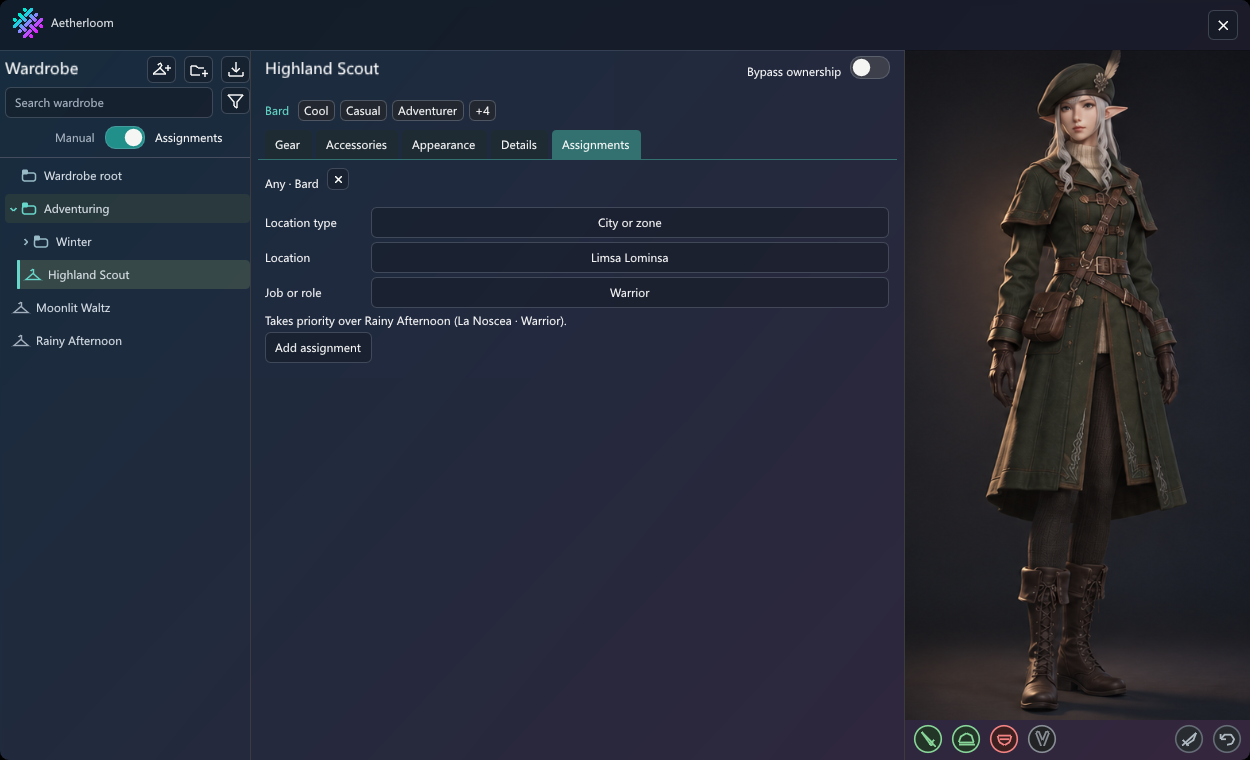 Aetherloom
Wardrobe
Search wardrobe
Manual Assignments
Wardrobe root
Adventuring
Winter
Highland Scout
Moonlit Waltz
Rainy Afternoon
Highland Scout
Bypass ownership
Bard Cool Casual Adventurer +4
Gear Accessories Appearance Details Assignments
Any · Bard
Location type City or zone
Location Limsa Lominsa
Job or role Warrior
Takes priority over Rainy Afternoon (La Noscea · Warrior).
Add assignment